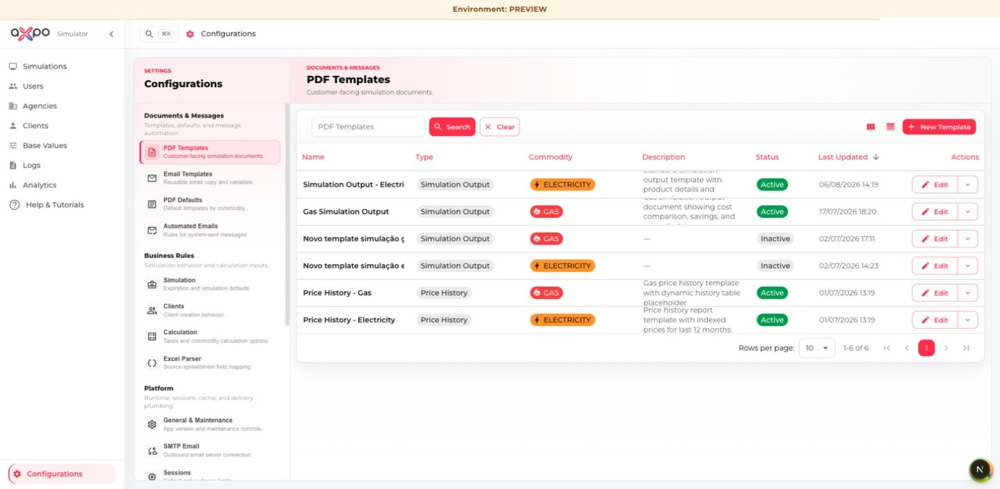 Environment: PREVIEW
axpo Simulator
⌘K
Configurations
Simulations
Users
Agencies
Clients
Base Values
Logs
Analytics
Help & Tutorials
Configurations
SETTINGS
Configurations
Documents & Messages
Templates, defaults, and message
automation.
PDF Templates
Customer-facing simulation documents.
Email Templates
Reusable email copy and variables.
PDF Defaults
Default templates by commodity.
Automated Emails
Rules for system-sent messages.
Business Rules
Simulation behavior and calculation inputs.
Simulation
Expiration and simulation defaults.
Clients
Client creation behavior.
Calculation
Taxes and commodity calculation options.
Excel Parser
Source spreadsheet field mapping.
Platform
Runtime, sessions, cache, and delivery
plumbing.
General & Maintenance
App version and maintenance controls.
SMTP Email
Outbound email server connection.
Sessions
DOCUMENTS & MESSAGES
PDF Templates
Customer-facing simulation documents.
PDF Templates Search Clear New Template
Name Type Commodity Description Status Last Updated Actions
Simulation Output - Electri Simulation Output ELECTRICITY Standard simulation
output template with
product details and Active 06/08/2026 14:19 Edit
Gas Simulation Output Simulation Output GAS Gas simulation output
document showing cost
comparison, savings, and Active 17/07/2026 18:20 Edit
Novo template simulação g Simulation Output GAS — Inactive 02/07/2026 17:11 Edit
Novo template simulação e Simulation Output ELECTRICITY — Inactive 02/07/2026 14:23 Edit
Price History - Gas Price History GAS Gas price history template
with dynamic history table
placeholder Active 01/07/2026 13:19 Edit
Price History - Electricity Price History ELECTRICITY Price history report
template with indexed
prices for last 12 months Active 01/07/2026 13:19 Edit
Rows per page: 10 1-6 of 6 1
N